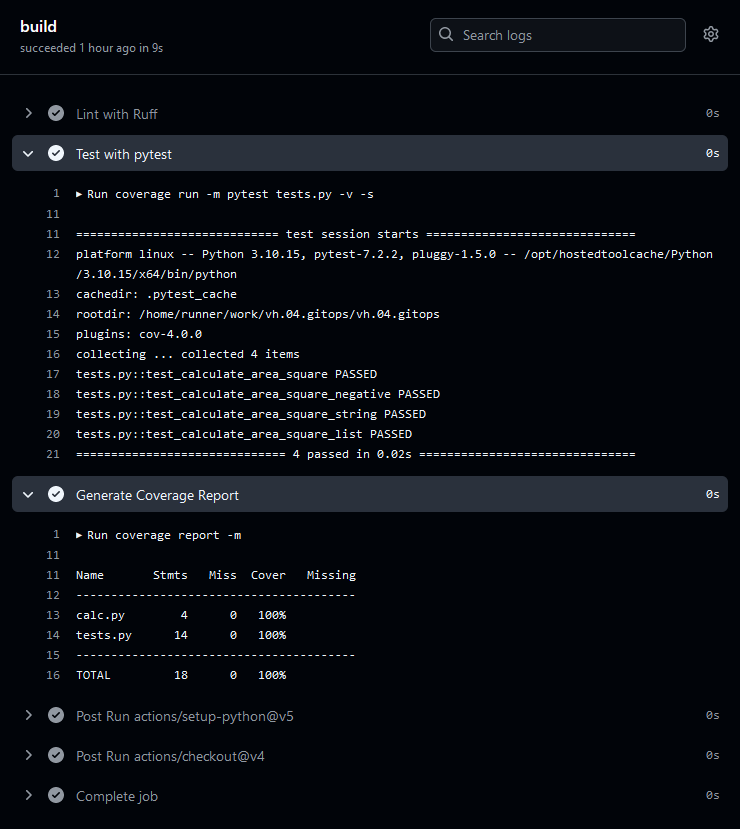 build
succeeded 1 hour ago in 9s
Search logs
Lint with Ruff 0s
Test with pytest 0s
1 ▸ Run coverage run -m pytest tests.py -v -s
11
11 ============================= test session starts ==============================
12 platform linux -- Python 3.10.15, pytest-7.2.2, pluggy-1.5.0 -- /opt/hostedtoolcache/Python
/3.10.15/x64/bin/python
13 cachedir: .pytest_cache
14 rootdir: /home/runner/work/vh.04.gitops/vh.04.gitops
15 plugins: cov-4.0.0
16 collecting ... collected 4 items
17 tests.py::test_calculate_area_square PASSED
18 tests.py::test_calculate_area_square_negative PASSED
19 tests.py::test_calculate_area_square_string PASSED
20 tests.py::test_calculate_area_square_list PASSED
21 ============================== 4 passed in 0.02s ===============================
Generate Coverage Report 0s
1 ▸ Run coverage report -m
11
11 Name       Stmts   Miss  Cover   Missing
12 ----------------------------------------
13 calc.py        4      0   100%
14 tests.py      14      0   100%
15 ----------------------------------------
16 TOTAL         18      0   100%
Post Run actions/setup-python@v5 0s
Post Run actions/checkout@v4 0s
Complete job 0s